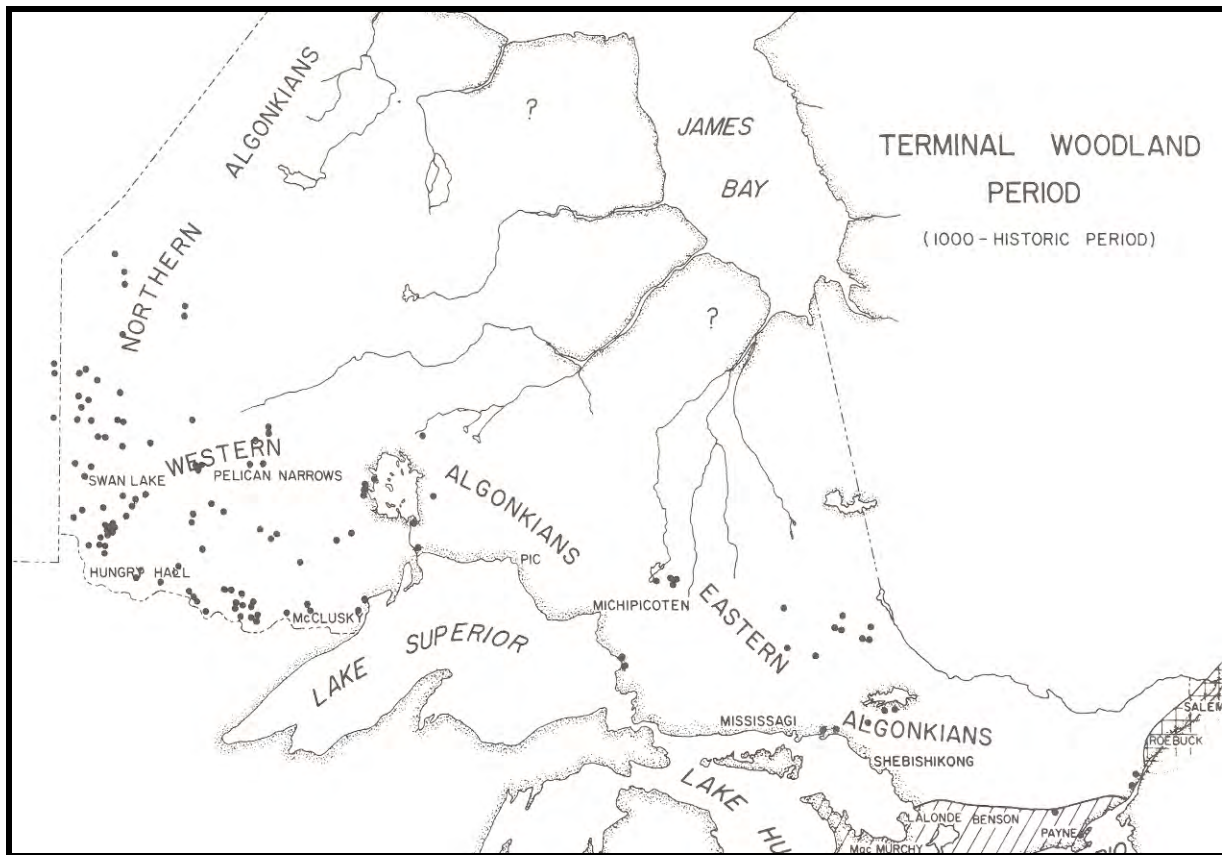 TERMINAL WOODLAND
PERIOD
(1000 - HISTORIC PERIOD)
JAMES
BAY
?
?
NORTHERN
ALGONKIANS
WESTERN
ALGONKIANS
SWAN LAKE
PELICAN NARROWS
HUNGRY HALL
McCLUSKY
PIC
MICHIPICOTEN
LAKE SUPERIOR
EASTERN
ALGONKIANS
MISSISSAGI
SHEBISHIKONG
LAKE HU
SALEM
ROEBUCK
LALONDE
BENSON
PAYNE
Mac MURCHY